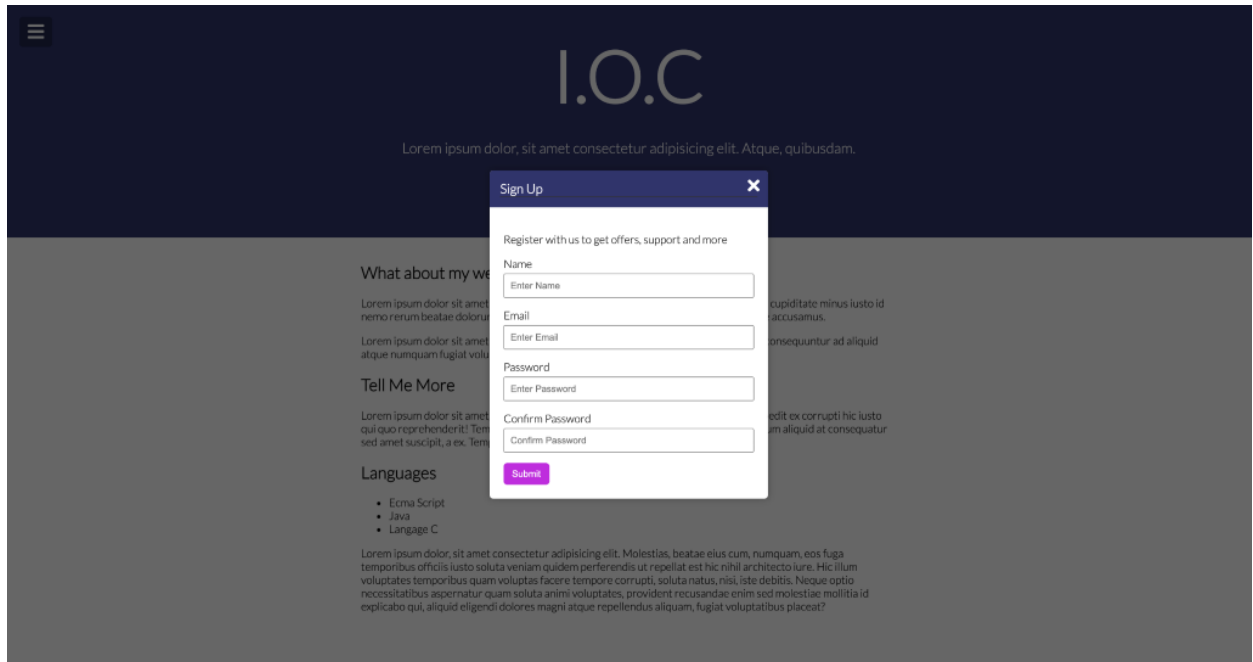 I.O.C
Lorem ipsum dolor, sit amet consectetur adipisicing elit. Atque, quibusdam.
Sign Up
Register with us to get offers, support and more
Name
Enter Name
Email
Enter Email
Password
Enter Password
Confirm Password
Confirm Password
Submit
What about my we
Lorem ipsum dolor sit amet cupiditate minus iusto id
nemo rerum beatae dolorum accusamus.
Lorem ipsum dolor sit amet consequuntur ad aliquid
atque numquam fugiat volu
Tell Me More
Lorem ipsum dolor sit amet edit ex corrupti hic iusto
qui quo reprehenderit! Tem um aliquid at consequatur
sed amet suscipit, a ex. Tem
Languages
• Ecma Script
• Java
• Langage C
Lorem ipsum dolor, sit amet consectetur adipisicing elit. Molestias, beatae eius cum, numquam, eos fuga
temporibus officiis iusto soluta veniam quidem perferendis ut repellat est hic nihil architecto iure. Hic illum
voluptates temporibus quam voluptas facere tempore corrupti, soluta natus, nisi, iste debitis. Neque optio
necessitatibus aspernatur quam soluta animi voluptates, provident recusandae enim sed molestiae mollitia id
explicabo qui, aliquid eligendi dolores magni atque repellendus aliquam, fugiat voluptatibus placeat?